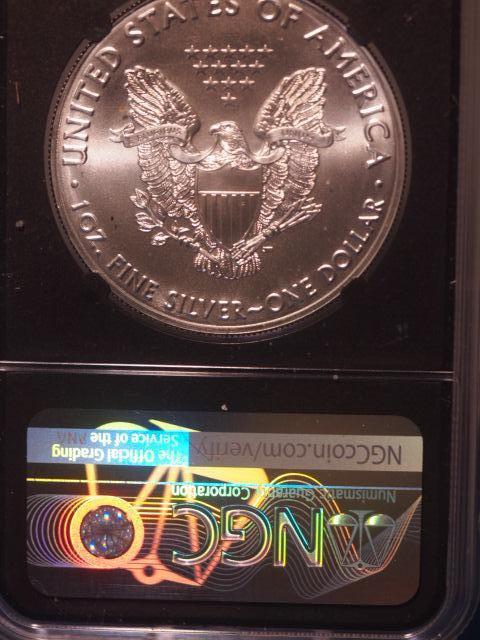 UNITED STATES OF AMERICA
1 OZ. FINE SILVER~ONE DOLLAR
NGCcoin.com/verify
The Official Grading
Service of the ANA
Numismatic Guaranty
Corporation
NGC